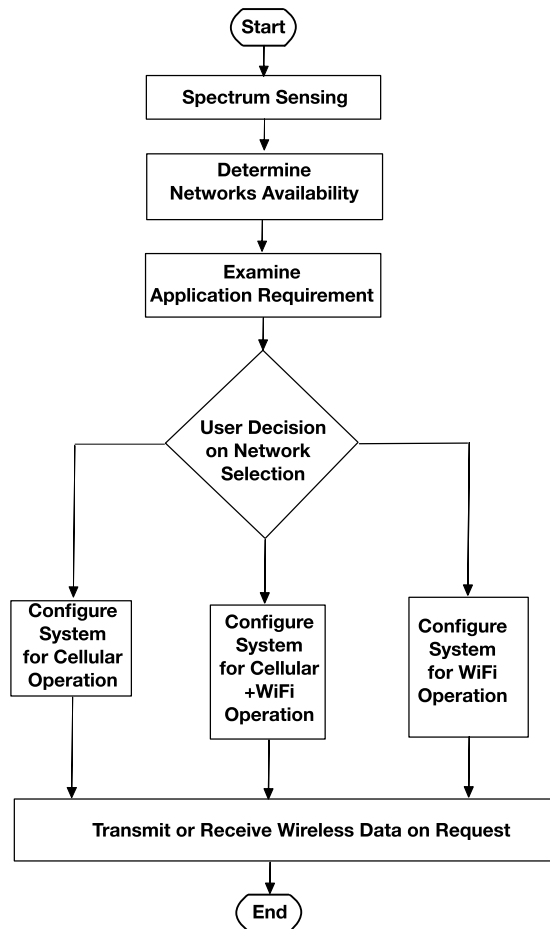 Start
Spectrum Sensing
Determine
Networks Availability
Examine
Application Requirement
User Decision
on Network
Selection
Configure
System
for Cellular
Operation
Configure
System
for Cellular
+WiFi
Operation
Configure
System
for WiFi
Operation
Transmit or Receive Wireless Data on Request
End